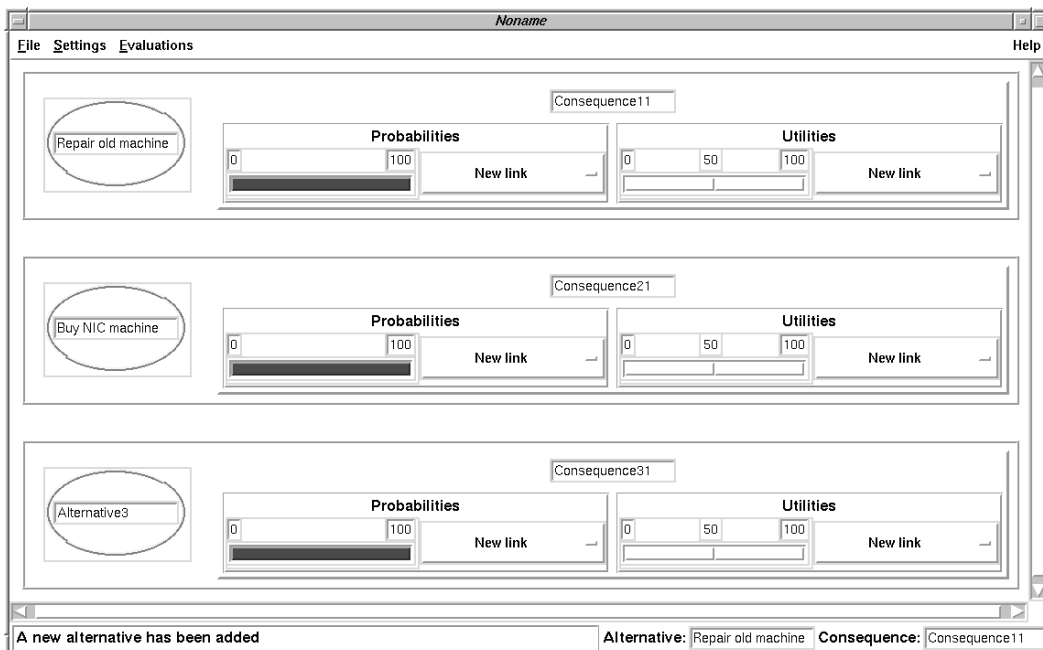 Noname
File Settings Evaluations Help
Consequence11
Repair old machine
Probabilities Utilities
0 100 New link 0 50 100 New link
Consequence21
Buy NIC machine
Probabilities Utilities
0 100 New link 0 50 100 New link
Consequence31
Alternative3
Probabilities Utilities
0 100 New link 0 50 100 New link
A new alternative has been added Alternative: Repair old machine Consequence: Consequence11